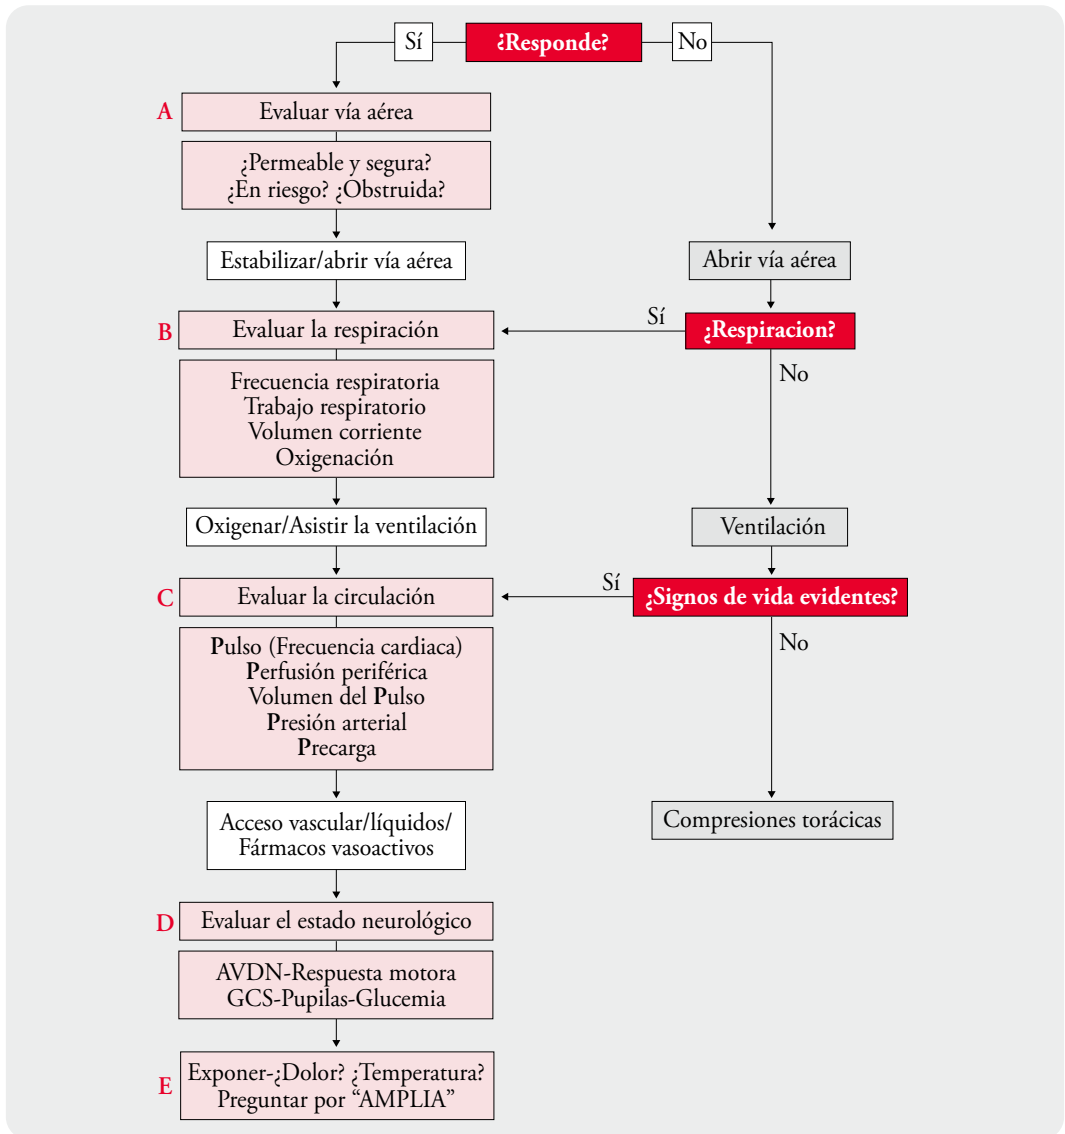 Sí
¿Responde?
No
A
Evaluar vía aérea
¿Permeable y segura?
¿En riesgo? ¿Obstruida?
Estabilizar/abrir vía aérea
Abrir vía aérea
B
Evaluar la respiración
Sí
¿Respiracion?
No
Frecuencia respiratoria
Trabajo respiratorio
Volumen corriente
Oxigenación
Oxigenar/Asistir la ventilación
Ventilación
C
Evaluar la circulación
Sí
¿Signos de vida evidentes?
No
Pulso (Frecuencia cardiaca)
Perfusión periférica
Volumen del Pulso
Presión arterial
Precarga
Acceso vascular/líquidos/
Fármacos vasoactivos
Compresiones torácicas
D
Evaluar el estado neurológico
AVDN-Respuesta motora
GCS-Pupilas-Glucemia
E
Exponer-¿Dolor? ¿Temperatura?
Preguntar por “AMPLIA”